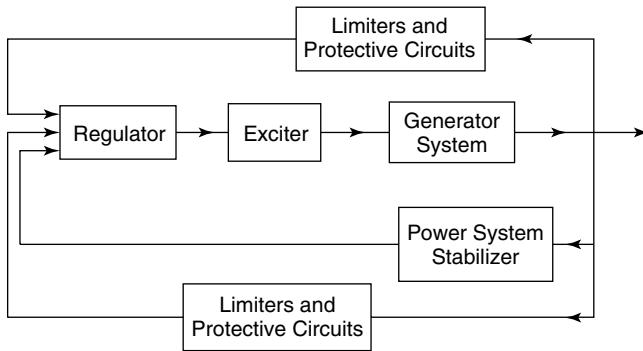 Limiters and
Protective Circuits
Regulator
Exciter
Generator
System
Power System
Stabilizer
Limiters and
Protective Circuits